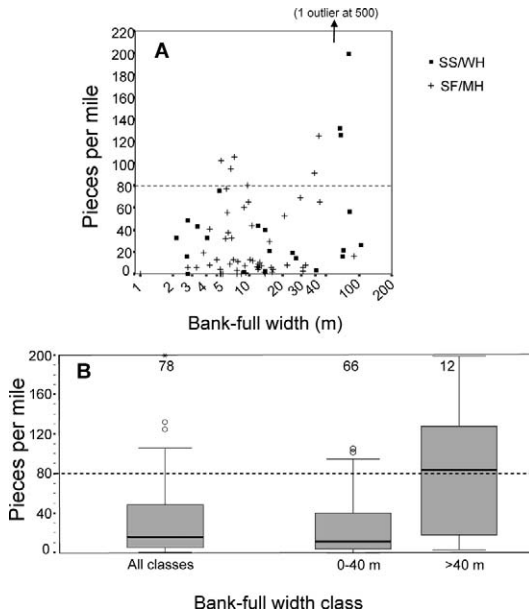 (1 outlier at 500)
A
SS/WH
SF/MH
Pieces per mile
220
200
180
160
140
120
100
80
60
40
20
0
1 2 3 4 5 7 10 20 30 40 100 200
Bank-full width (m)
B
78 66 12
Pieces per mile
200
160
120
80
40
0
All classes 0-40 m >40 m
Bank-full width class